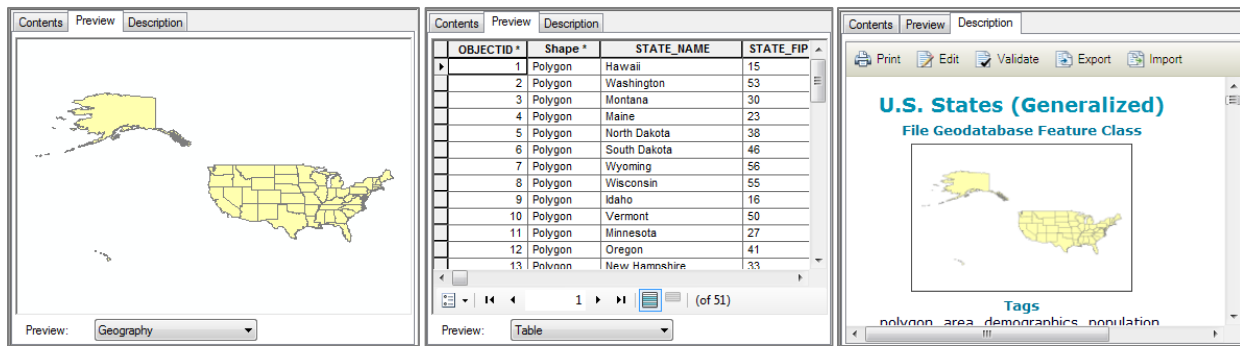 Contents Preview Description
Preview: Geography
Contents Preview Description
OBJECTID * Shape * STATE_NAME STATE_FIP
1 Polygon Hawaii 15
2 Polygon Washington 53
3 Polygon Montana 30
4 Polygon Maine 23
5 Polygon North Dakota 38
6 Polygon South Dakota 46
7 Polygon Wyoming 56
8 Polygon Wisconsin 55
9 Polygon Idaho 16
10 Polygon Vermont 50
11 Polygon Minnesota 27
12 Polygon Oregon 41
13 Polygon New Hampshire 33
1 (of 51)
Preview: Table
Contents Preview Description
Print Edit Validate Export Import
U.S. States (Generalized)
File Geodatabase Feature Class
Tags
polygon area demographics population